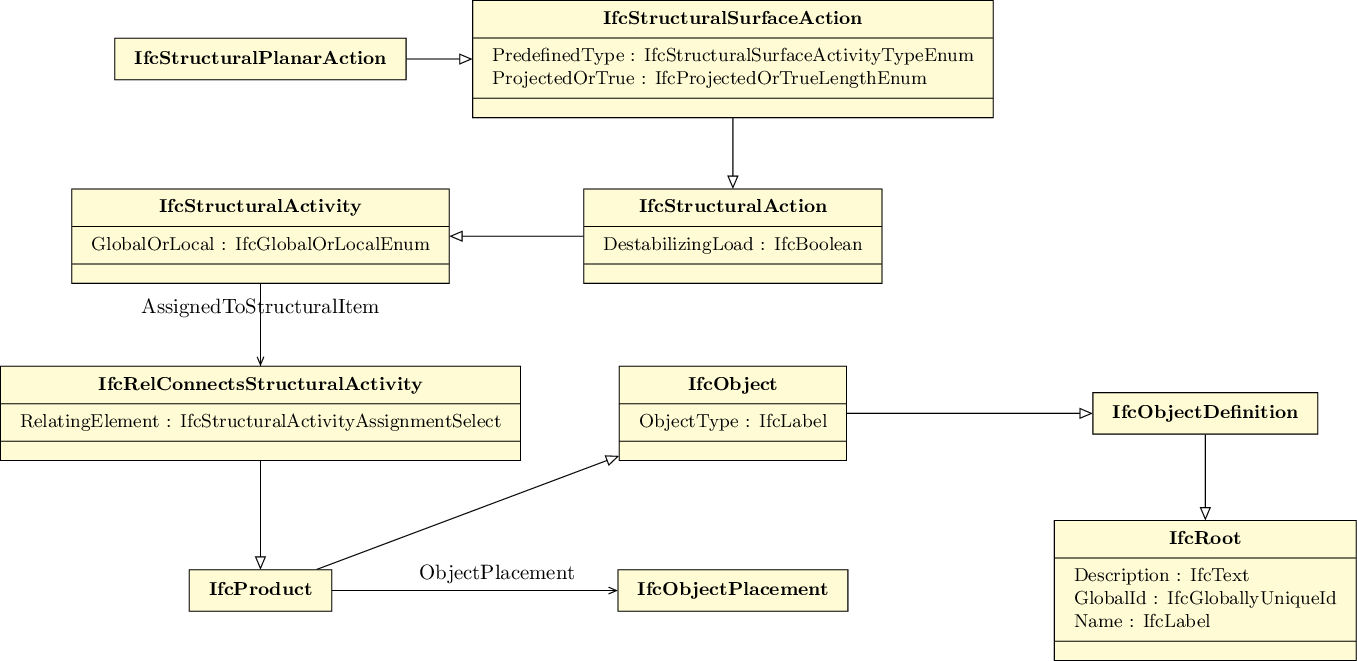 IfcStructuralSurfaceAction
PredefinedType : IfcStructuralSurfaceActivityTypeEnum
ProjectedOrTrue : IfcProjectedOrTrueLengthEnum
IfcStructuralPlanarAction
IfcStructuralActivity
GlobalOrLocal : IfcGlobalOrLocalEnum
IfcStructuralAction
DestabilizingLoad : IfcBoolean
AssignedToStructuralItem
IfcRelConnectsStructuralActivity
RelatingElement : IfcStructuralActivityAssignmentSelect
IfcObject
ObjectType : IfcLabel
IfcObjectDefinition
IfcProduct
ObjectPlacement
IfcObjectPlacement
IfcRoot
Description : IfcText
GlobalId : IfcGloballyUniqueId
Name : IfcLabel